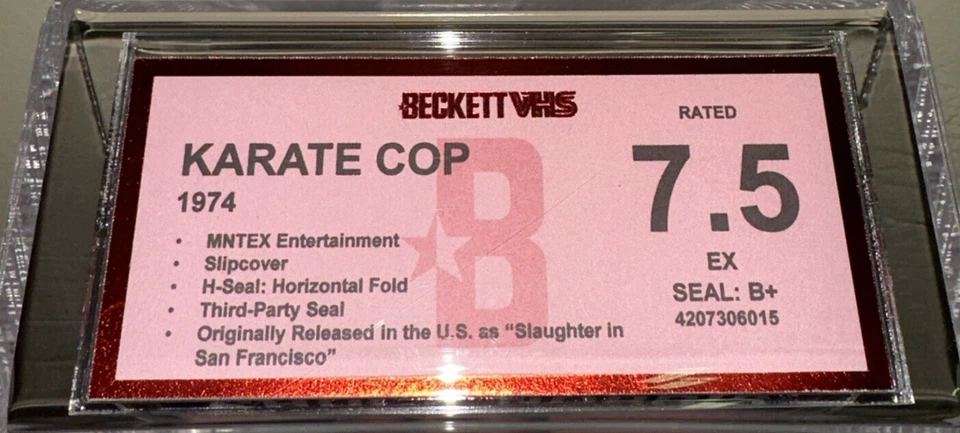 BECKETT VHS
RATED
KARATE COP
7.5
1974
• MNTEX Entertainment
EX
• Slipcover
• H-Seal: Horizontal Fold
SEAL: B+
• Third-Party Seal
4207306015
• Originally Released in the U.S. as “Slaughter in
San Francisco”
B